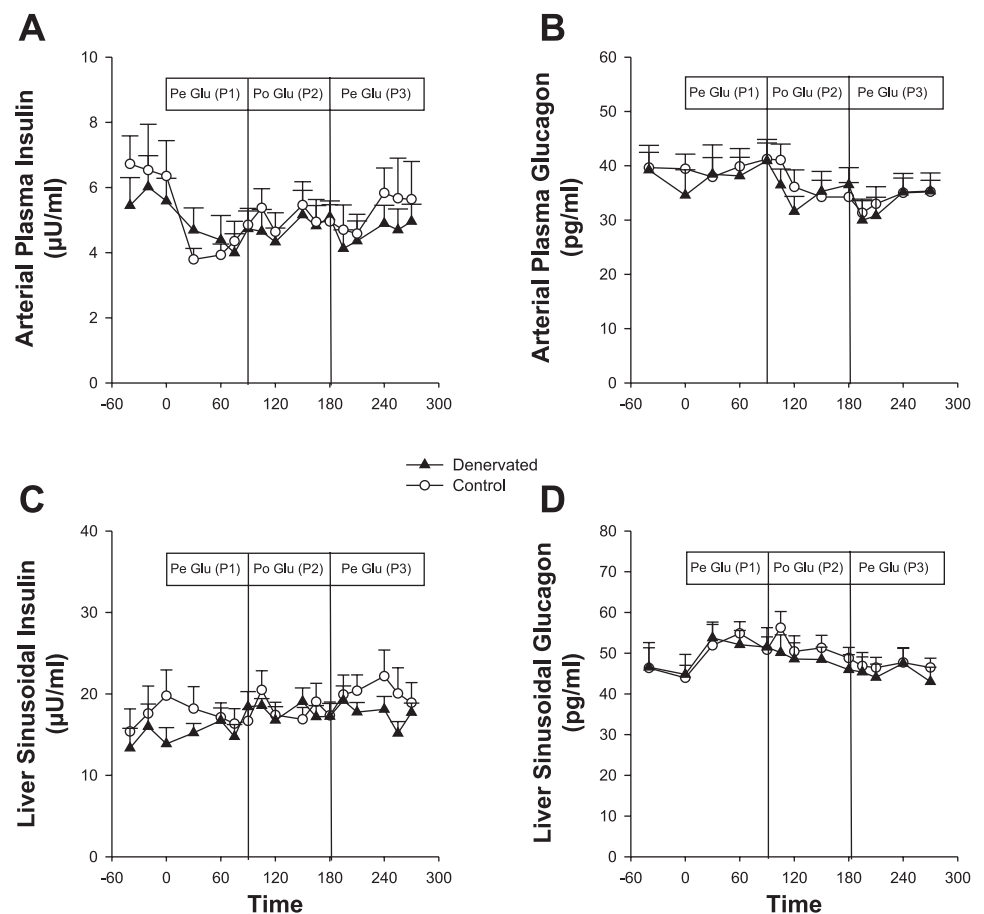 A
Arterial Plasma Insulin
(µU/ml)
10
8
6
4
2
0
Pe Glu (P1) Po Glu (P2) Pe Glu (P3)
-60 0 60 120 180 240 300
B
Arterial Plasma Glucagon
(pg/ml)
60
50
40
30
20
10
0
Pe Glu (P1) Po Glu (P2) Pe Glu (P3)
-60 0 60 120 180 240 300
Denervated
Control
C
Liver Sinusoidal Insulin
(µU/ml)
40
30
20
10
0
Pe Glu (P1) Po Glu (P2) Pe Glu (P3)
-60 0 60 120 180 240 300
Time
D
Liver Sinusoidal Glucagon
(pg/ml)
80
70
60
50
40
30
20
10
0
Pe Glu (P1) Po Glu (P2) Pe Glu (P3)
-60 0 60 120 180 240 300
Time